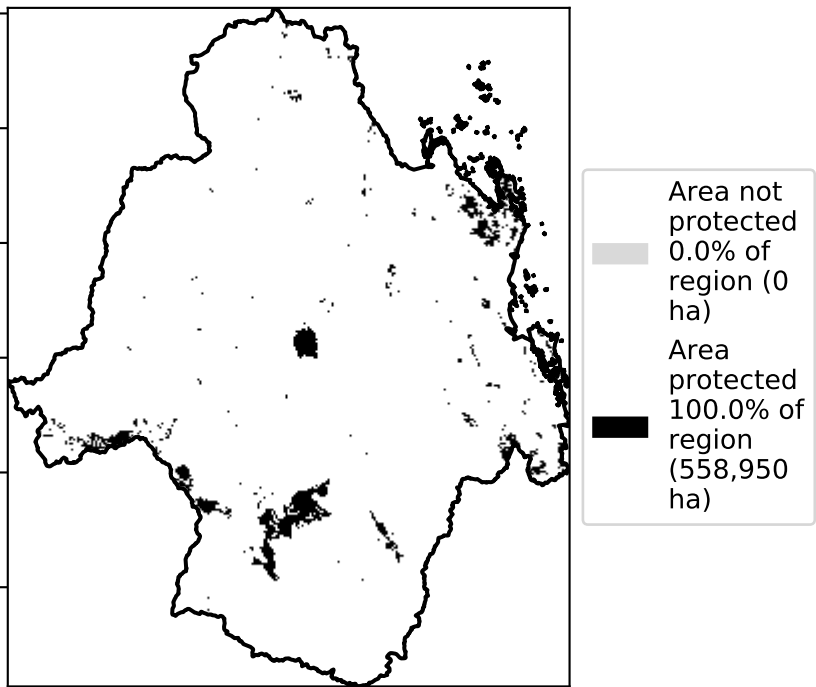 Area not
protected
0.0% of
region (0
ha)
Area
protected
100.0% of
region
(558,950
ha)